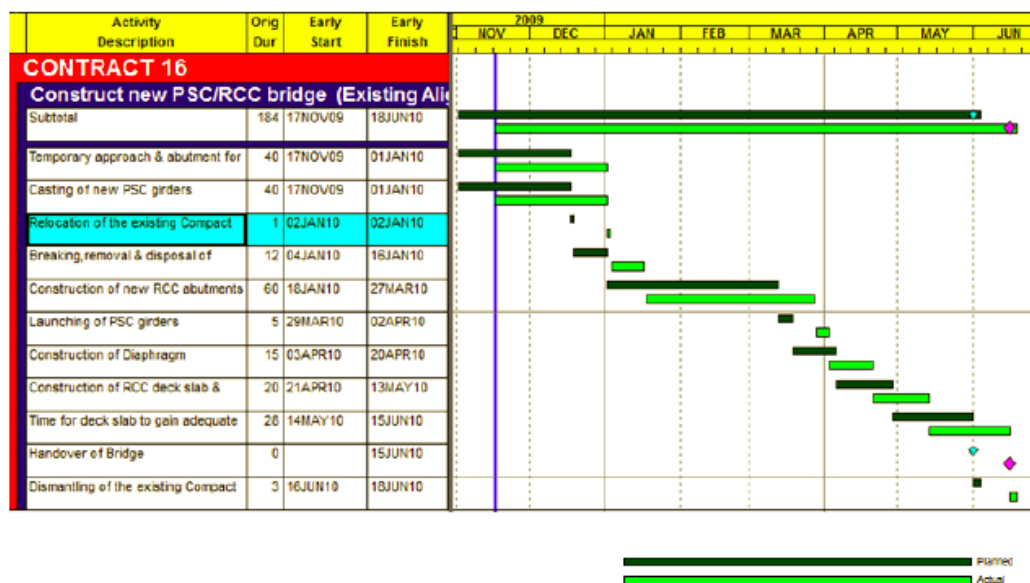 Activity Orig Early Early 2009
Description Dur Start Finish NOV DEC JAN FEB MAR APR MAY JUN
CONTRACT 16
Construct new PSC/RCC bridge (Existing Alig
Subtotal 184 17NOV09 18JUN10
Temporary approach & abutment for 40 17NOV09 01JAN10
Casting of new PSC girders 40 17NOV09 01JAN10
Relocation of the existing Compact 1 02JAN10 02JAN10
Breaking,removal & disposal of 12 04JAN10 16JAN10
Construction of new RCC abutments 60 18JAN10 27MAR10
Launching of PSC girders 5 29MAR10 02APR10
Construction of Diaphragm 15 03APR10 20APR10
Construction of RCC deck slab & 20 21APR10 13MAY10
Time for deck slab to gain adequate 28 14MAY10 15JUN10
Handover of Bridge 0 15JUN10
Dismantling of the existing Compact 3 16JUN10 18JUN10
Planned
Actual